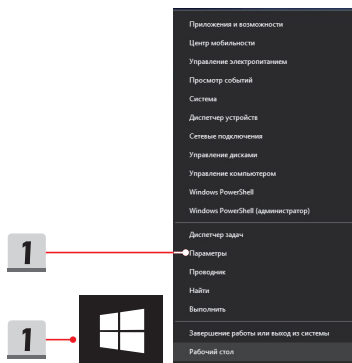 Приложения и возможности
Центр мобильности
Управление электропитанием
Просмотр событий
Система
Диспетчер устройств
Сетевые подключения
Управление дисками
Управление компьютером
Windows PowerShell
Windows PowerShell (администратор)
Диспетчер задач
1
Параметры
Проводник
Найти
Выполнить
1
Завершение работы или выход из системы
Рабочий стол